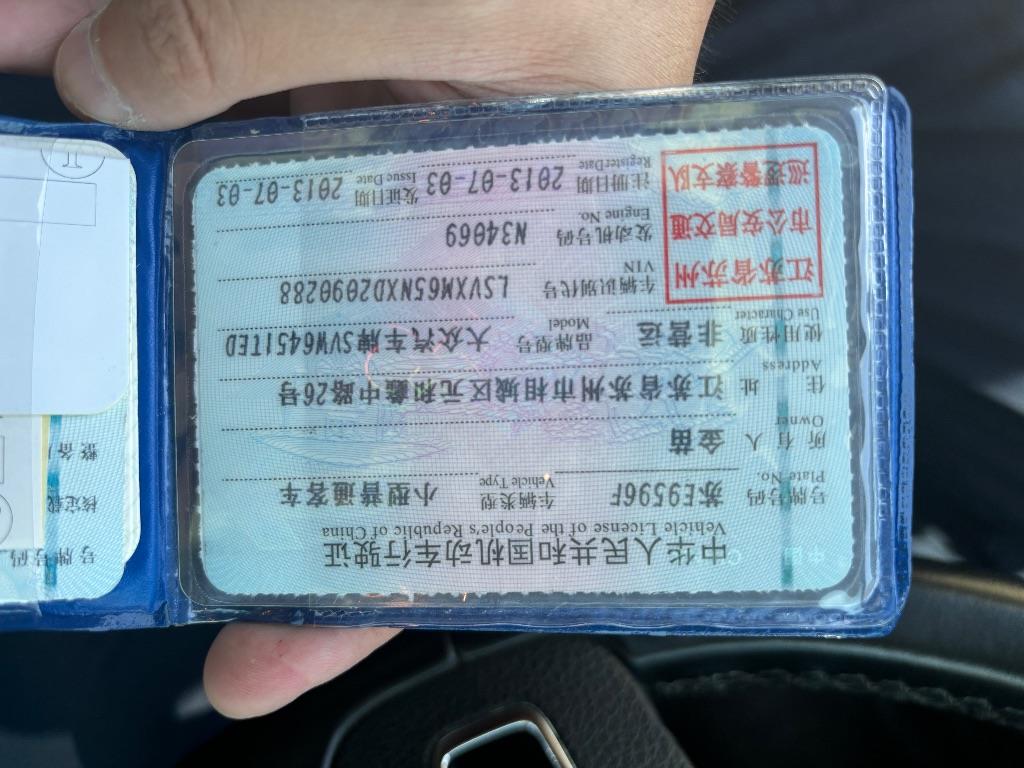 中华人民共和国机动车行驶证
Vehicle License of the People's Republic of China
号牌号码 苏E9596F 车辆类型 小型普通客车
Plate No. Vehicle Type
所有人 金苗
Owner
住址 江苏省苏州市相城区元和鑫中路26号
Address
使用性质 非营运 品牌型号 大众汽车牌SVW6451TED
Use Character Model
江苏省苏州
市公安局交通
巡逻警察支队
车辆识别代号 LSVXM65NXD2090288
VIN
发动机号码 N34069
Engine No.
注册日期 2013-07-03 发证日期 2013-07-03
Register Date Issue Date
号牌号码
核定载
整备